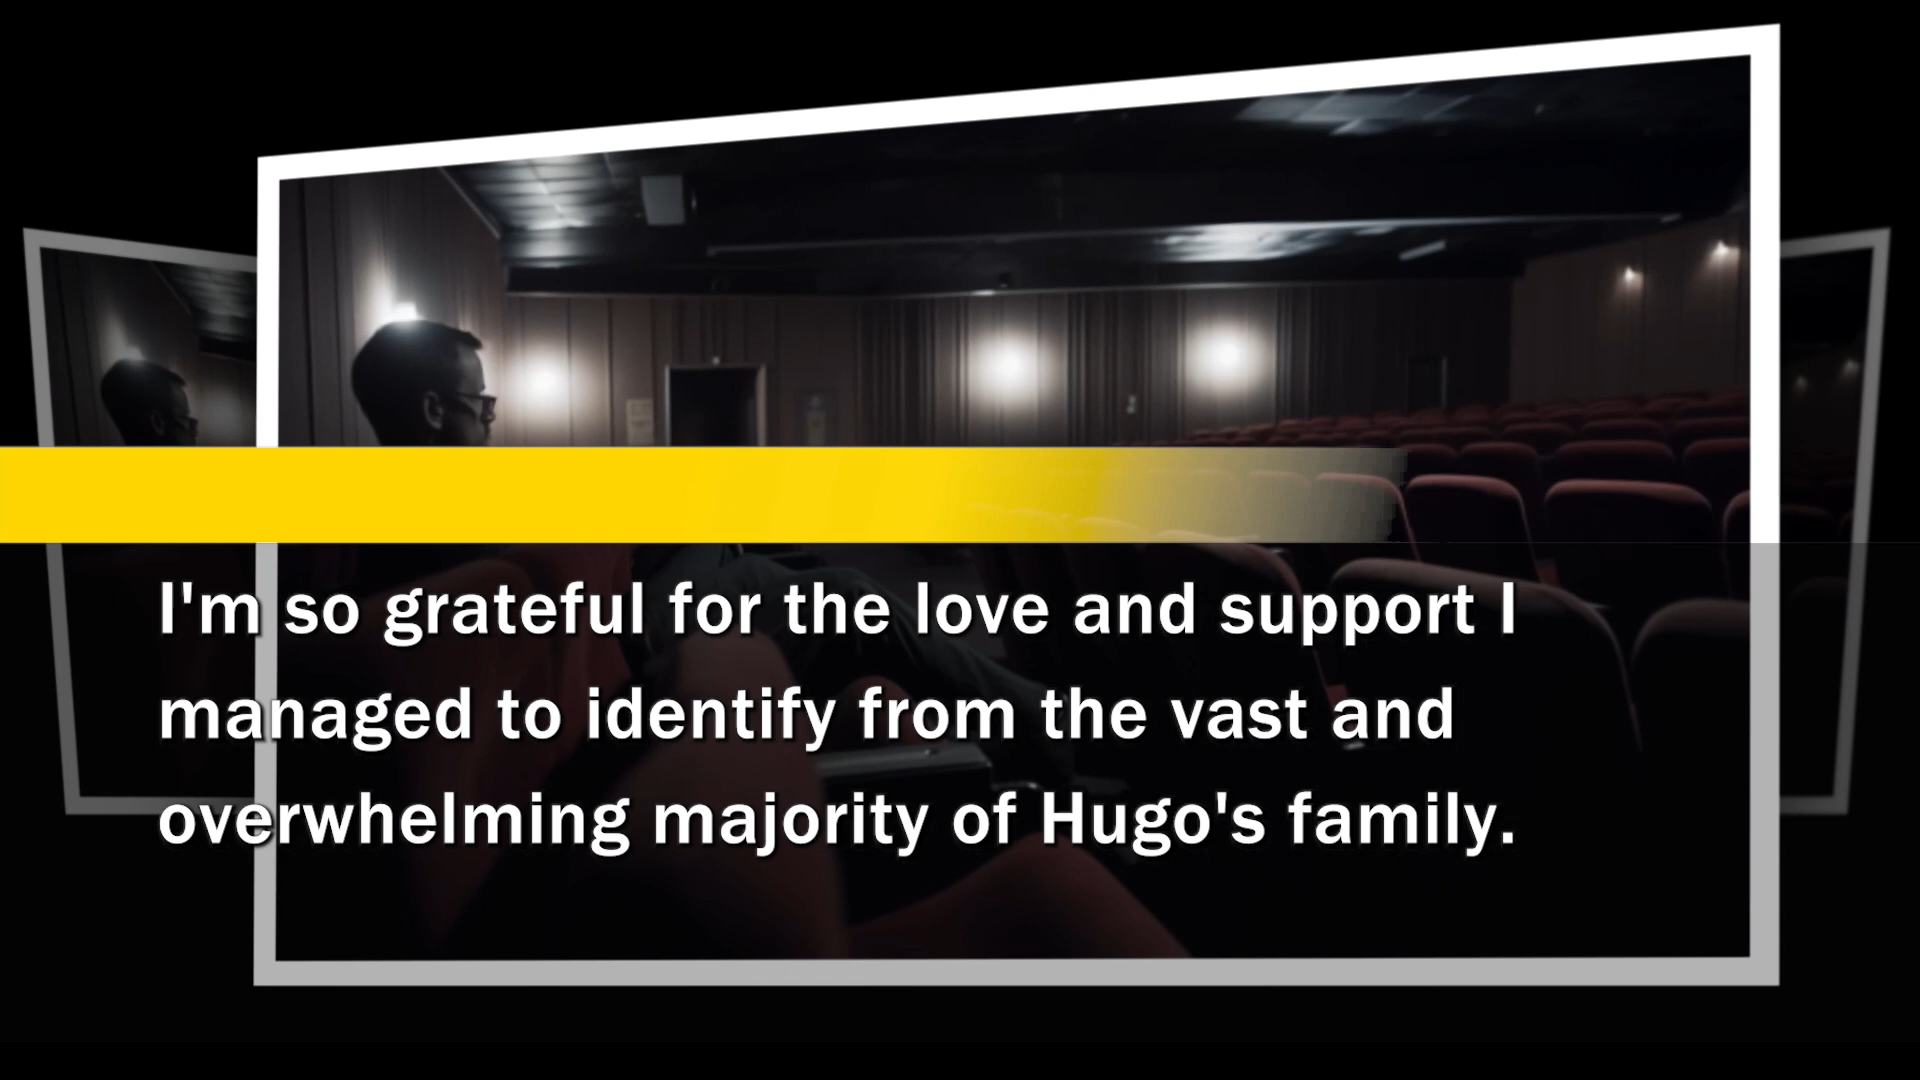 I'm so grateful for the love and support I
managed to identify from the vast and
overwhelming majority of Hugo's family.